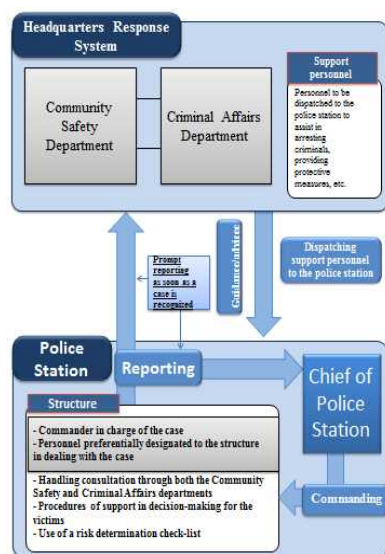 Headquarters Response
System
Community
Safety
Department
Criminal Affairs
Department
Support
personnel
Personnel to be
dispatched to the
police station to
assist in
arresting
criminals,
providing
protective
measures, etc.
Prompt
reporting
as soon as a
case is
recognized
Guidance/advice
Dispatching
support personnel
to the police station
Police
Station
Reporting
Chief of
Police
Station
Structure
- Commander in charge of the case
- Personnel preferentially designated to the structure
in dealing with the case
- Handling consultation through both the Community
Safety and Criminal Affairs departments
- Procedures of support in decision-making for the
victims
- Use of a risk determination check-list
Commanding